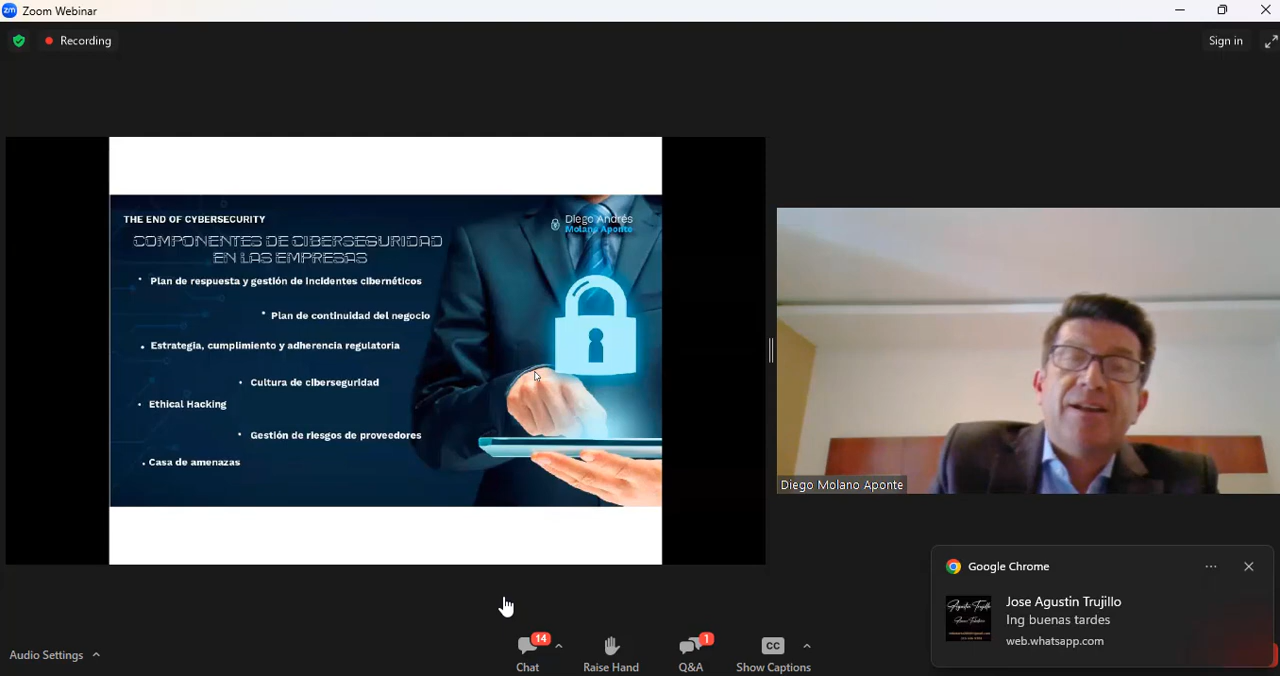 Zoom Webinar
Recording
Sign in
THE END OF CYBERSECURITY
Diego Andrés
Molano Aponte
COMPONENTES DE CIBERSEGURIDAD
EN LAS EMPRESAS
• Plan de respuesta y gestión de incidentes cibernéticos
• Plan de continuidad del negocio
• Estrategia, cumplimiento y adherencia regulatoria
• Cultura de ciberseguridad
• Ethical Hacking
• Gestión de riesgos de proveedores
• Casa de amenazas
Diego Molano Aponte
Google Chrome
Jose Agustin Trujillo
Ing buenas tardes
web.whatsapp.com
Audio Settings
14
Chat
Raise Hand
1
Q&A
CC
Show Captions